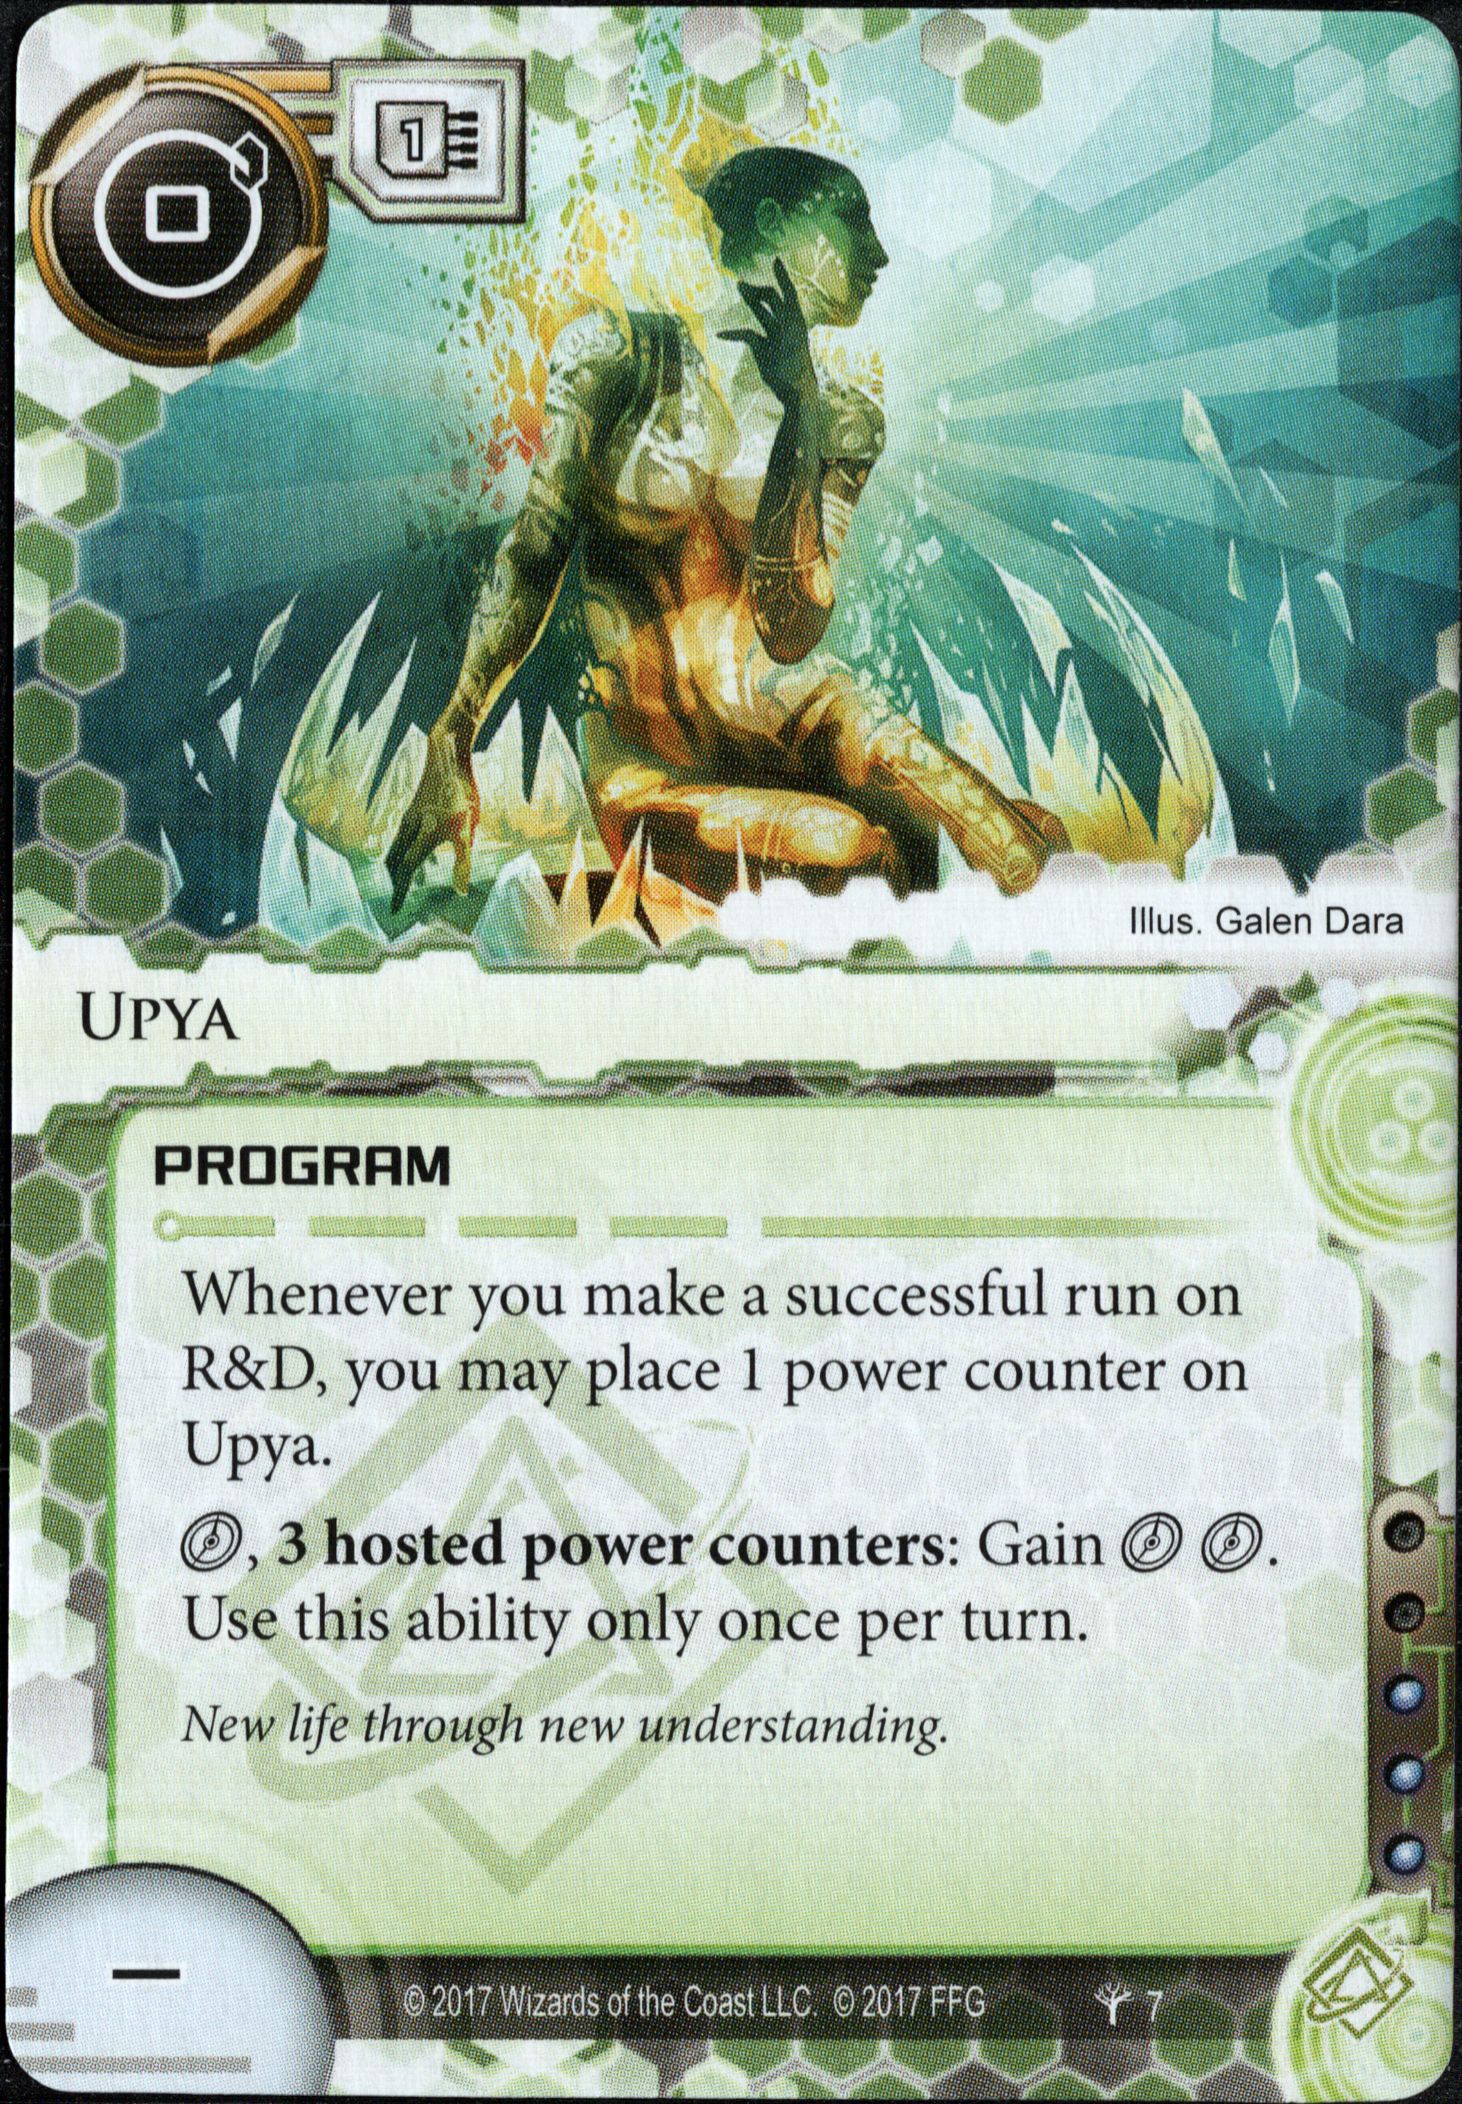 0
1
Illus. Galen Dara
UPYA
PROGRAM
Whenever you make a successful run on
R&D, you may place 1 power counter on
Upya.
, 3 hosted power counters: Gain .
Use this ability only once per turn.
New life through new understanding.
–
© 2017 Wizards of the Coast LLC. © 2017 FFG 7